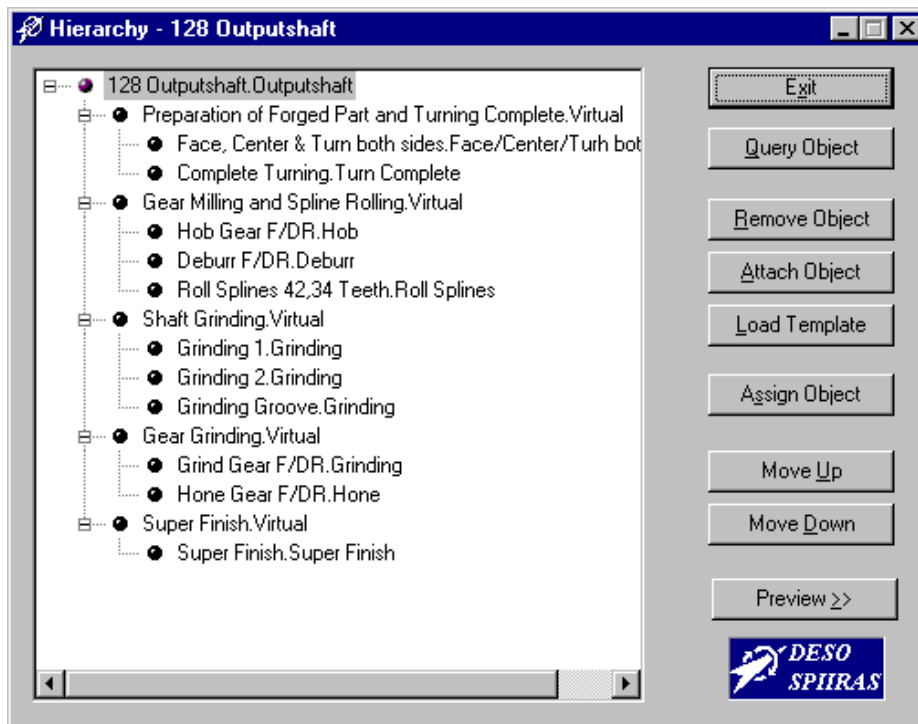 Hierarchy - 128 Outputshaft
128 Outputshaft.Outputshaft
Preparation of Forged Part and Turning Complete.Virtual
Face, Center & Turn both sides.Face/Center/Turh bot
Complete Turning.Turn Complete
Gear Milling and Spline Rolling.Virtual
Hob Gear F/DR.Hob
Deburr F/DR.Deburr
Roll Splines 42,34 Teeth.Roll Splines
Shaft Grinding.Virtual
Grinding 1.Grinding
Grinding 2.Grinding
Grinding Groove.Grinding
Gear Grinding.Virtual
Grind Gear F/DR.Grinding
Hone Gear F/DR.Hone
Super Finish.Virtual
Super Finish.Super Finish
Exit
Query Object
Remove Object
Attach Object
Load Template
Assign Object
Move Up
Move Down
Preview >>
DESO
SPIIRAS